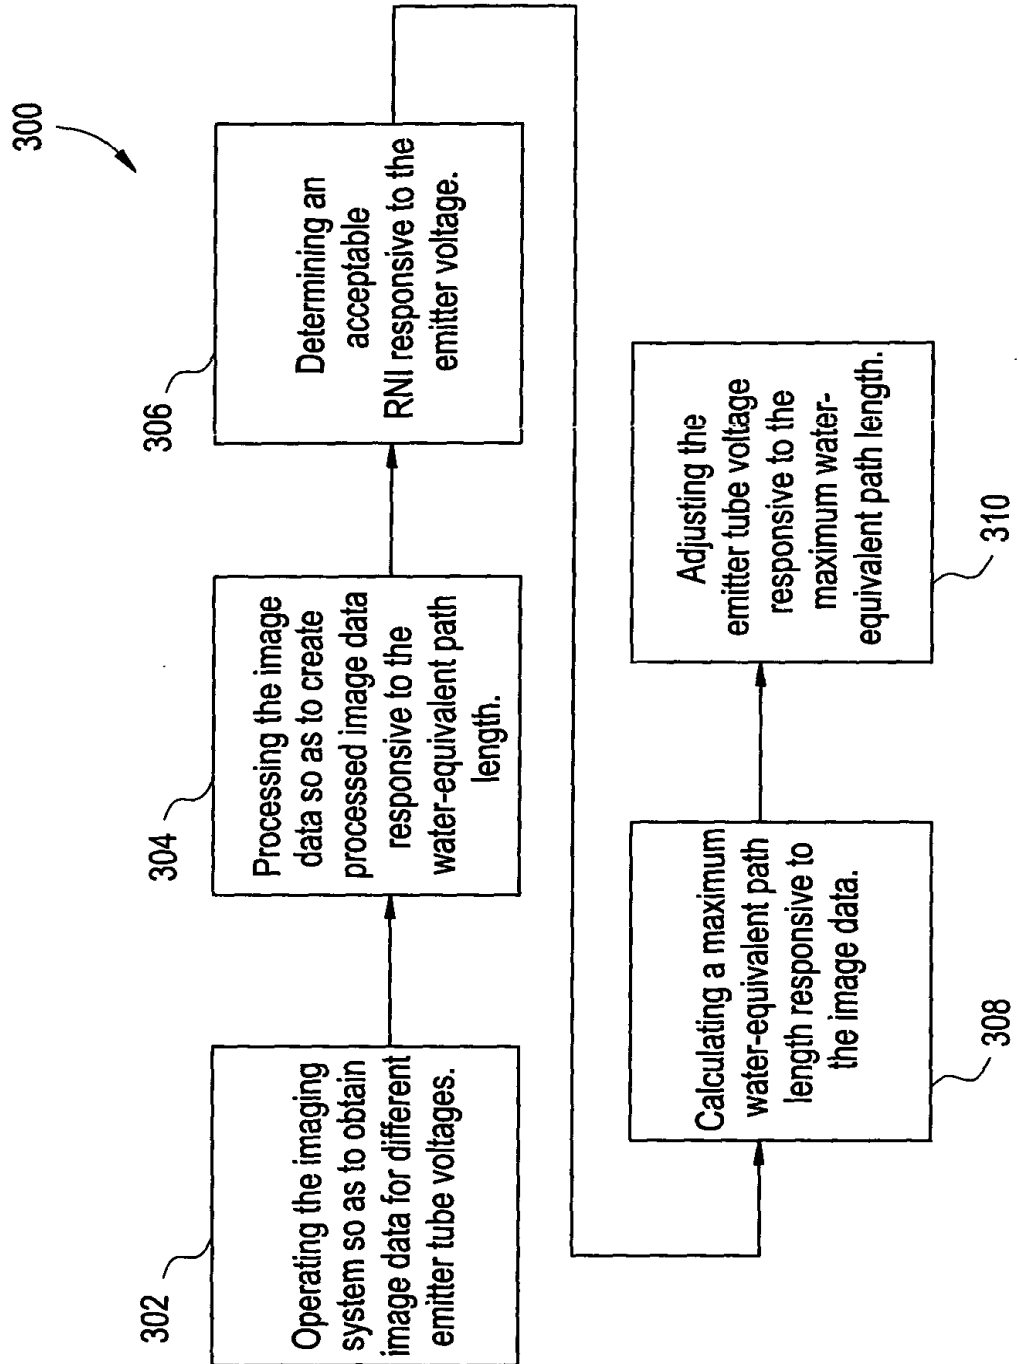 300
302
Operating the imaging
system so as to obtain
image data for different
emitter tube voltages.
304
Processing the image
data so as to create
processed image data
responsive to the
water-equivalent path
length.
306
Determining an
acceptable
RNI responsive to the
emitter voltage.
Calculating a maximum
water-equivalent path
length responsive to
the image data.
308
Adjusting the
emitter tube voltage
responsive to the
maximum water-
equivalent path length.
310